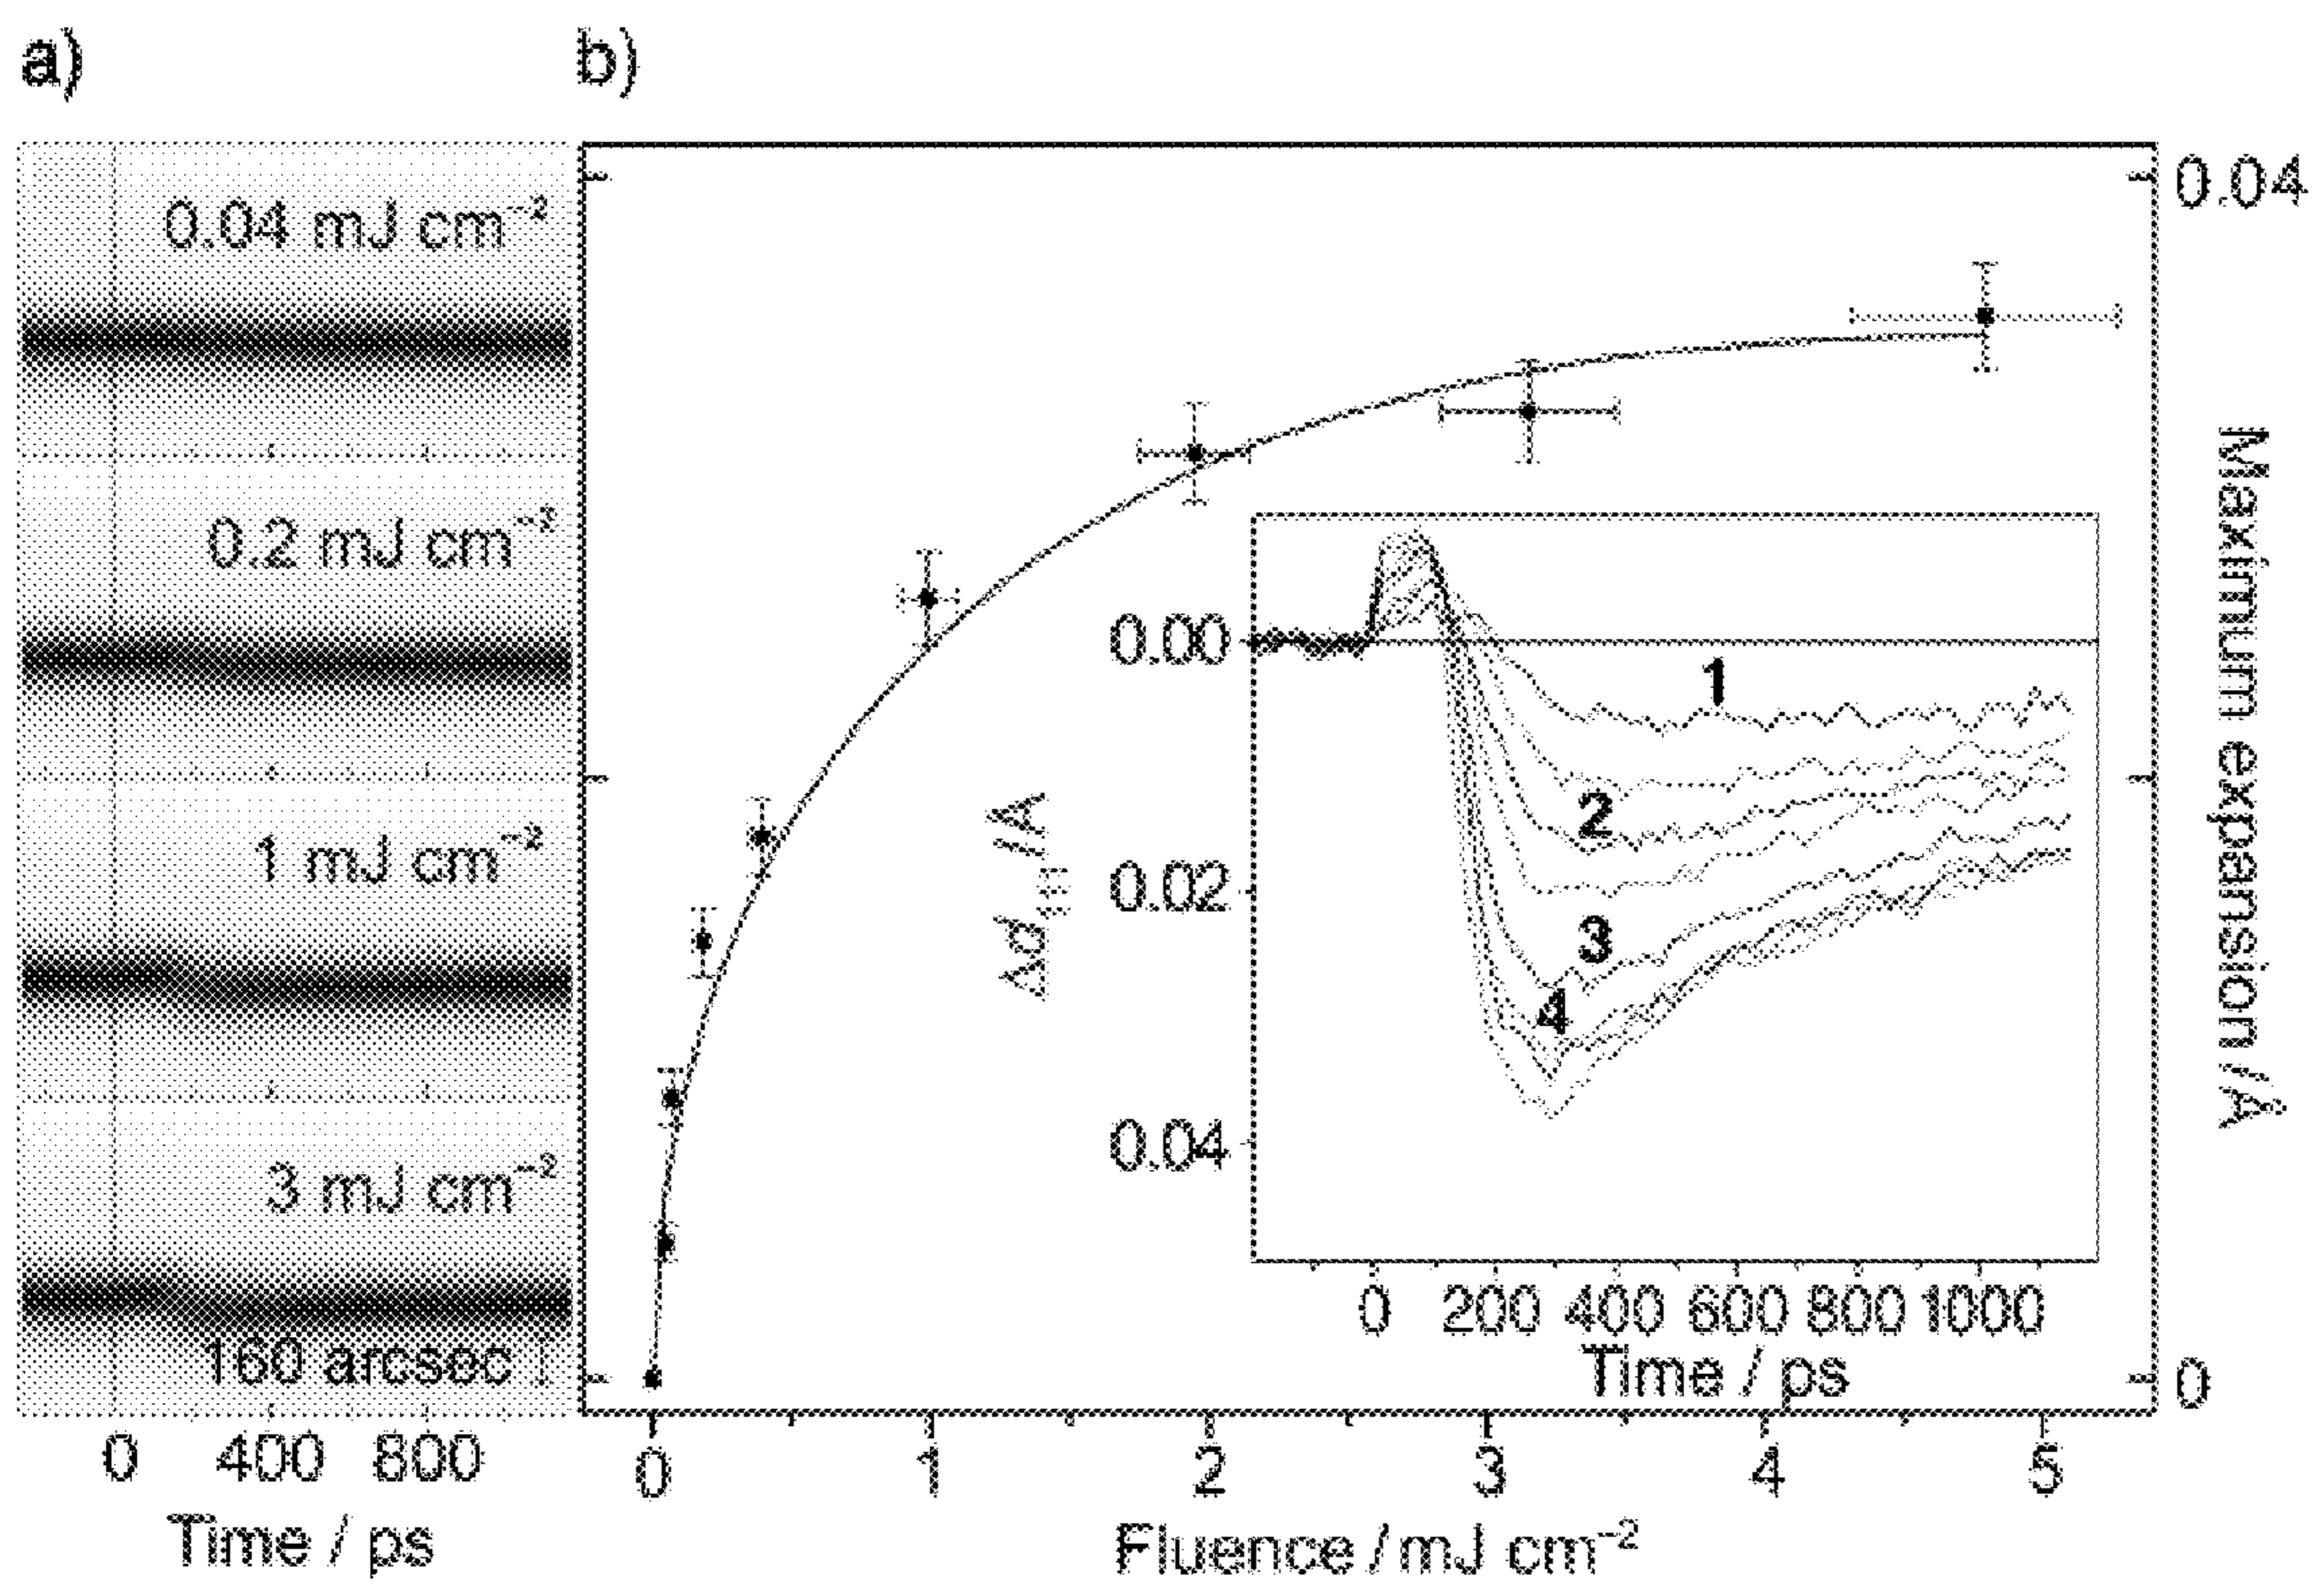 a)
b)
0.04 mJ cm⁻²
0.2 mJ cm⁻²
1 mJ cm⁻²
3 mJ cm⁻²
160 arcsec
0 400 800
Time / ps
0.04
0
Maximum expansion / Å
0 1 2 3 4 5
Fluence / mJ cm⁻²
0.00
0.02
0.04
Δd₁₁₁ /Å
1
2
3
4
0 200 400 600 800 1000
Time / ps